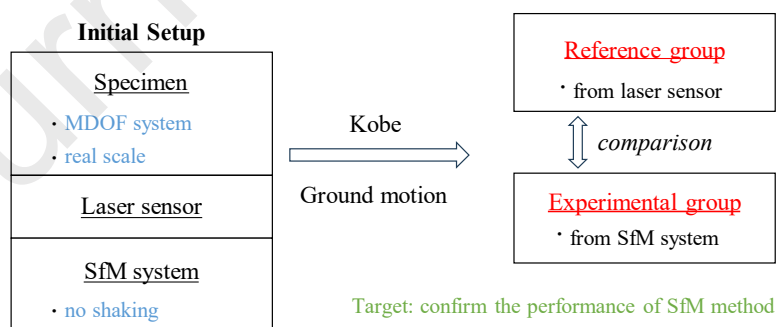 Initial Setup
Specimen
· MDOF system
· real scale
Laser sensor
SfM system
· no shaking
Kobe
Ground motion
Reference group
· from laser sensor
comparison
Experimental group
· from SfM system
Target: confirm the performance of SfM method